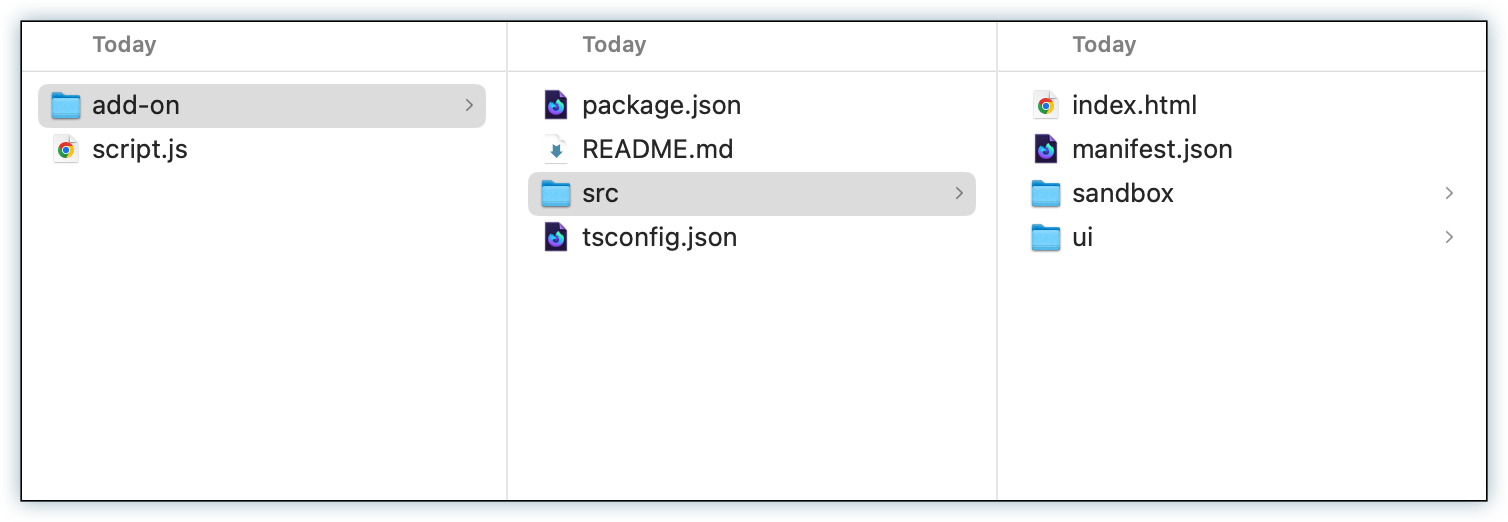 Today
add-on
script.js
Today
package.json
README.md
src
tsconfig.json
Today
index.html
manifest.json
sandbox
ui